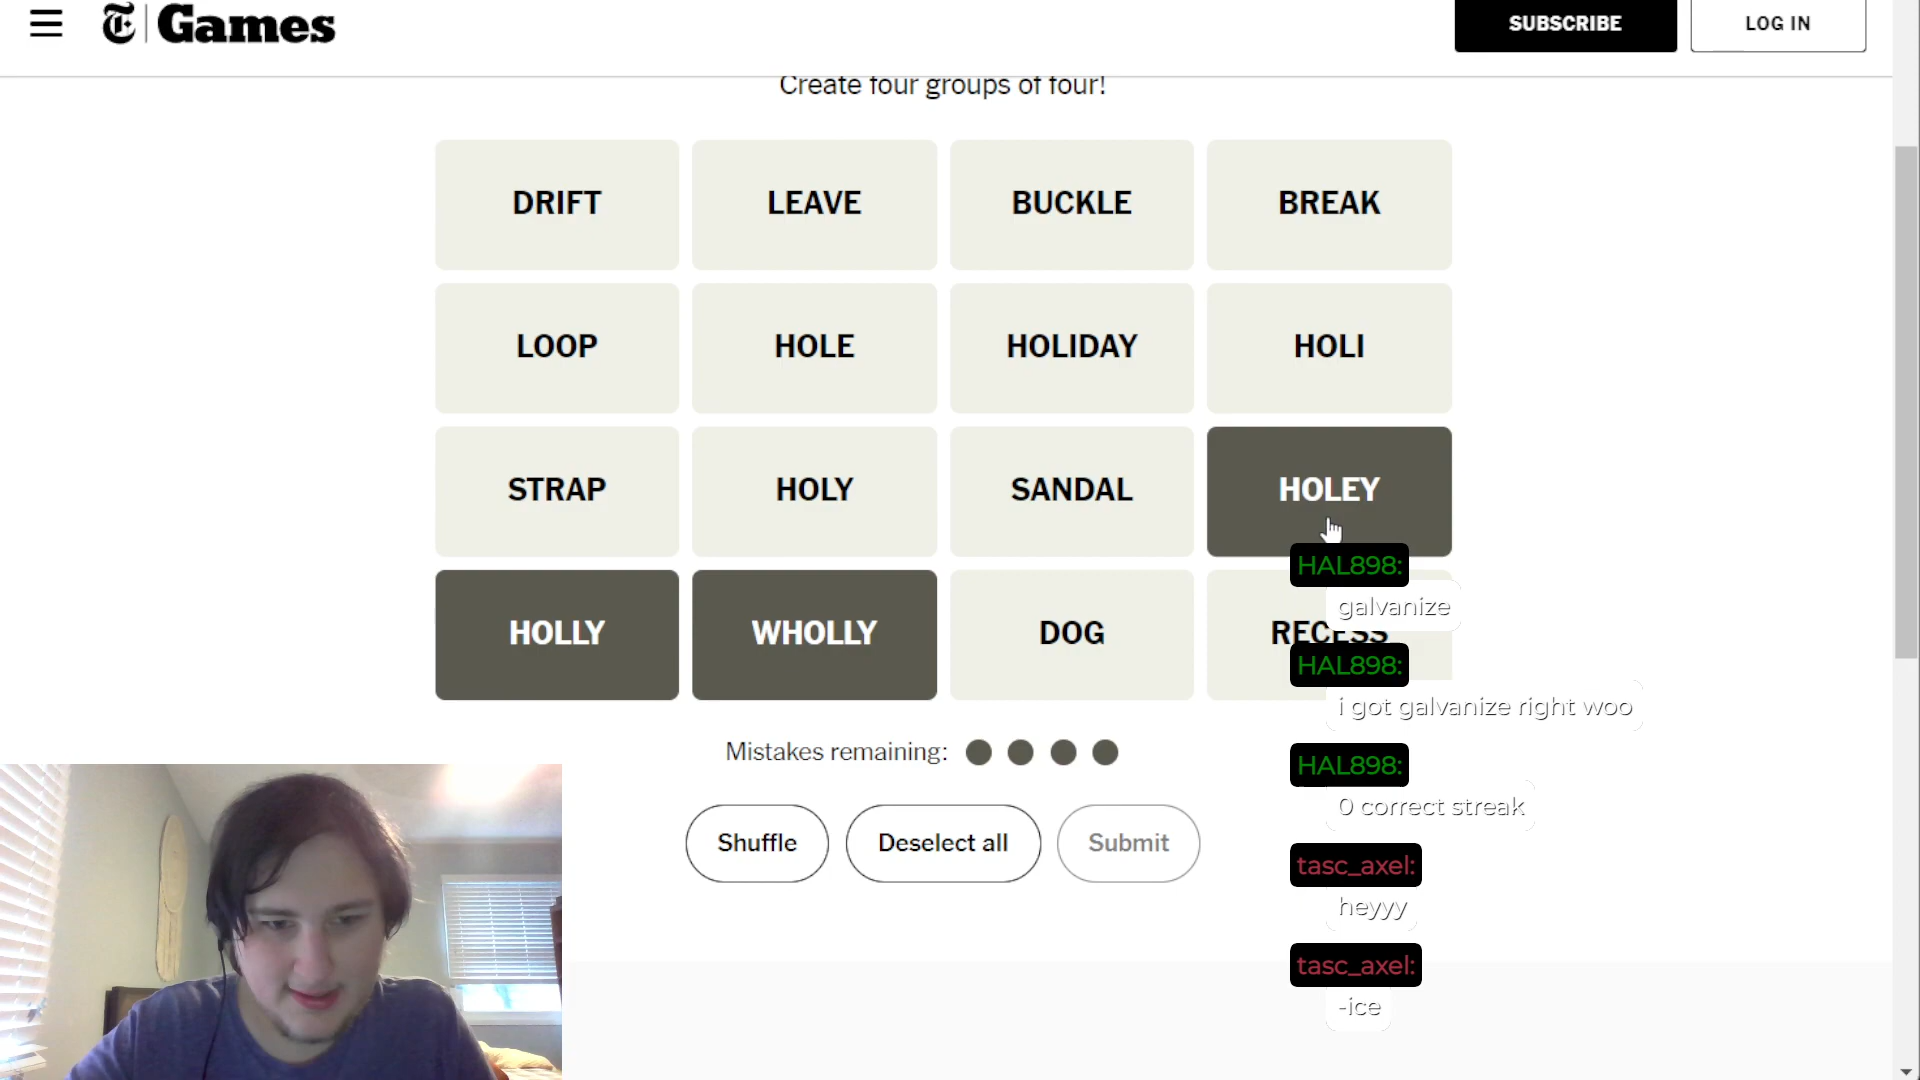 Games
SUBSCRIBE
LOG IN
Create four groups of four!
DRIFT
LEAVE
BUCKLE
BREAK
LOOP
HOLE
HOLIDAY
HOLI
STRAP
HOLY
SANDAL
HOLEY
HOLLY
WHOLLY
DOG
RECESS
Mistakes remaining:
Shuffle
Deselect all
Submit
HAL898:
galvanize
HAL898:
i got galvanize right woo
HAL898:
0 correct streak
tasc_axel:
heyyy
tasc_axel:
-ice